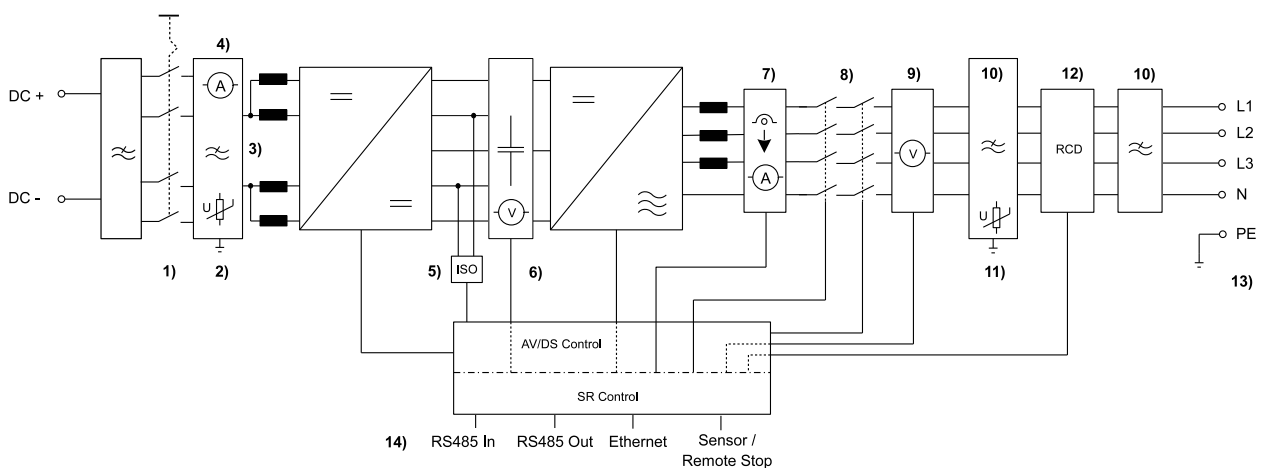 4)
7)
8)
9)
10)
12)
10)
DC +
A
V
3)
A
V
RCD
L1
L2
L3
N
DC -
U
U
PE
1)
2)
5)
ISO
6)
11)
13)
AV/DS Control
SR Control
14)
RS485 In
RS485 Out
Ethernet
Sensor /
Remote Stop